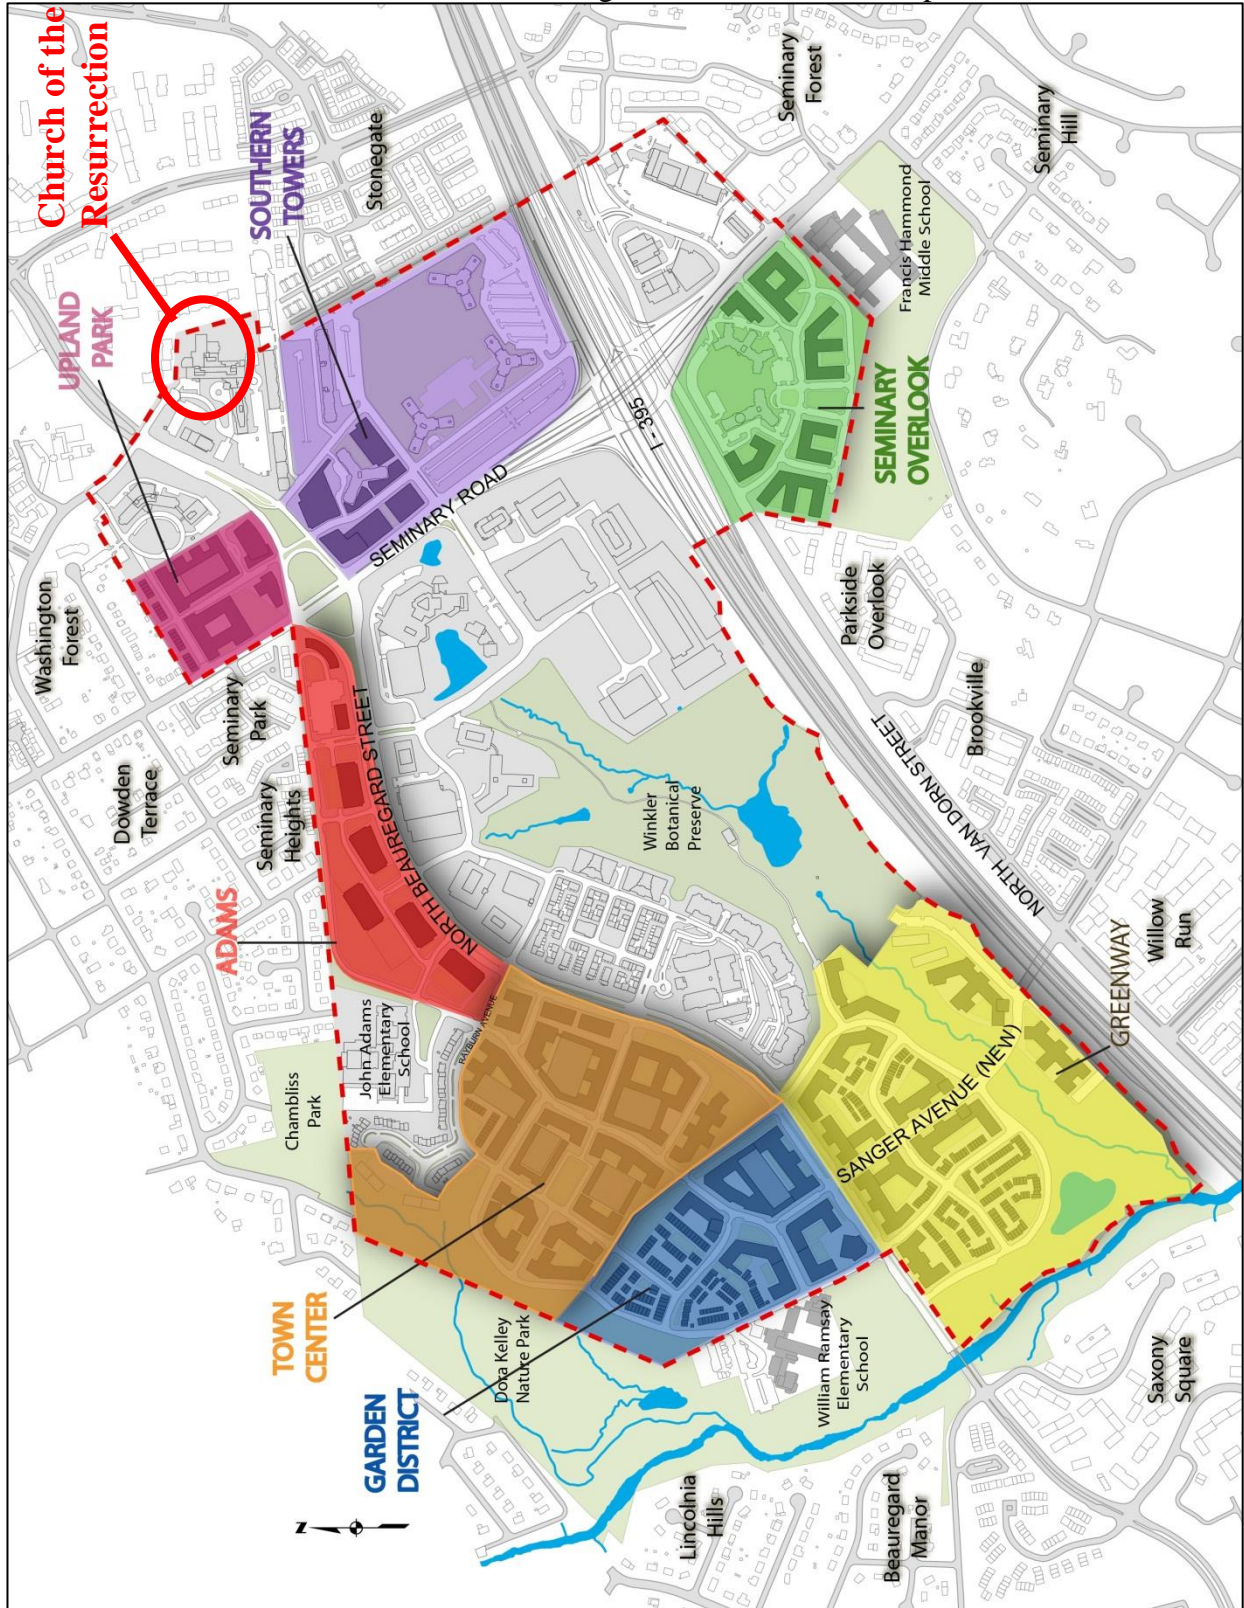 Church of the
Resurrection
UPLAND
PARK
SOUTHERN
TOWERS
Stonegate
Seminary
Forest
Seminary
Hill
Francis Hammond
Middle School
SEMINARY
OVERLOOK
I - 395
SEMINARY ROAD
Washington
Forest
Seminary
Park
Dowden
Terrace
Seminary
Heights
ADAMS
NORTH BEAUREGARD STREET
Parkside
Overlook
Brookville
NORTH VAN DORN STREET
Winkler
Botanical
Preserve
Willow
Run
GREENWAY
SANGER AVENUE (NEW)
RAYBURN AVENUE
John Adams
Elementary
School
Chambliss
Park
TOWN
CENTER
GARDEN
DISTRICT
Dora Kelley
Nature Park
William Ramsay
Elementary
School
Saxony
Square
Lincolnia
Hills
Beauregard
Manor
N